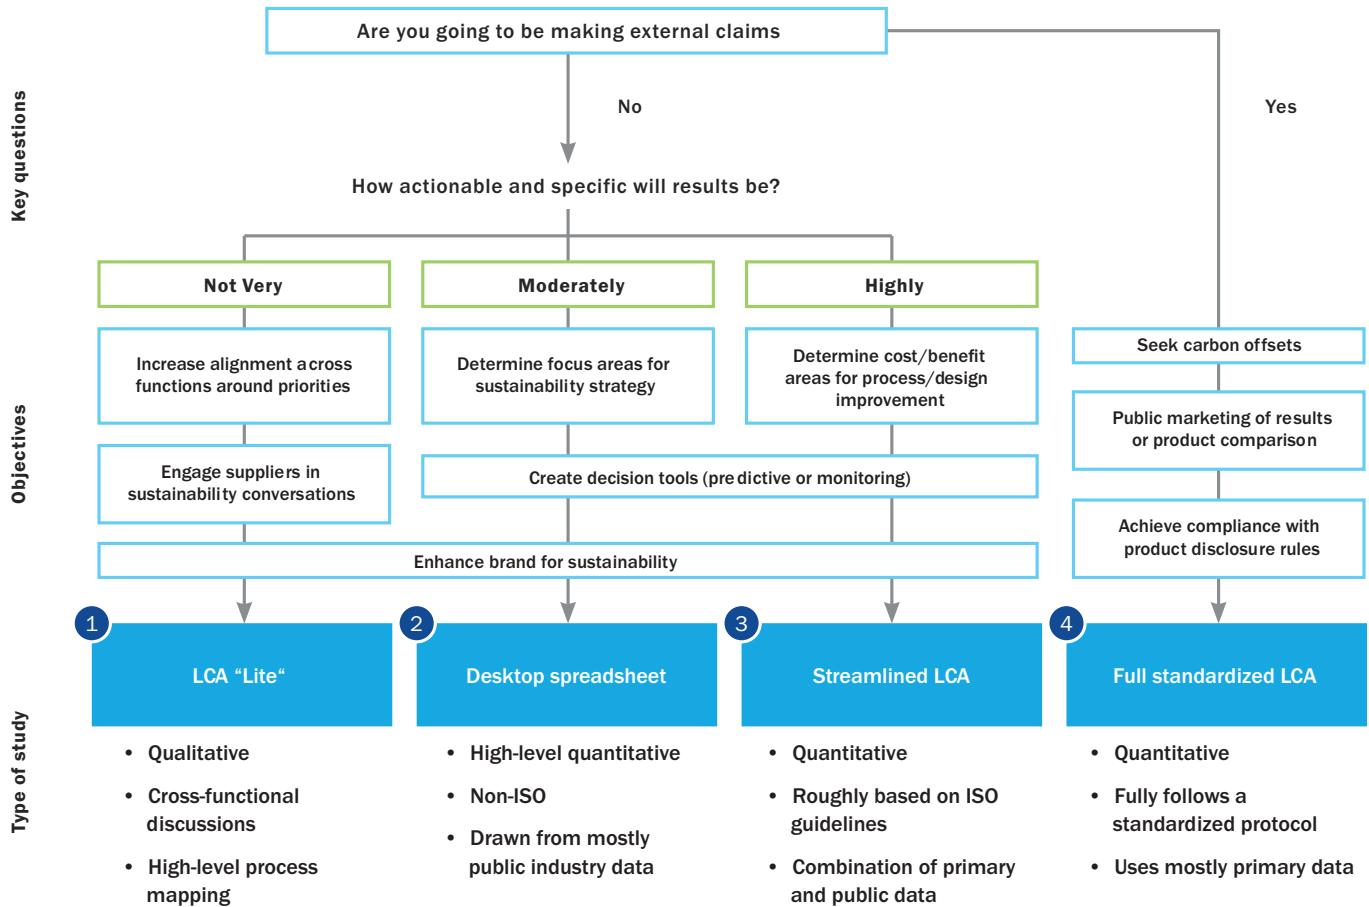 Are you going to be making external claims
No
Yes
Key questions
How actionable and specific will results be?
Not Very
Moderately
Highly
Objectives
Increase alignment across
functions around priorities
Determine focus areas for
sustainability strategy
Determine cost/benefit
areas for process/design
improvement
Seek carbon offsets
Public marketing of results
or product comparison
Engage suppliers in
sustainability conversations
Create decision tools (predictive or monitoring)
Achieve compliance with
product disclosure rules
Enhance brand for sustainability
Type of study
1
LCA “Lite“
• Qualitative
• Cross-functional
discussions
• High-level process
mapping
2
Desktop spreadsheet
• High-level quantitative
• Non-ISO
• Drawn from mostly
public industry data
3
Streamlined LCA
• Quantitative
• Roughly based on ISO
guidelines
• Combination of primary
and public data
4
Full standardized LCA
• Quantitative
• Fully follows a
standardized protocol
• Uses mostly primary data